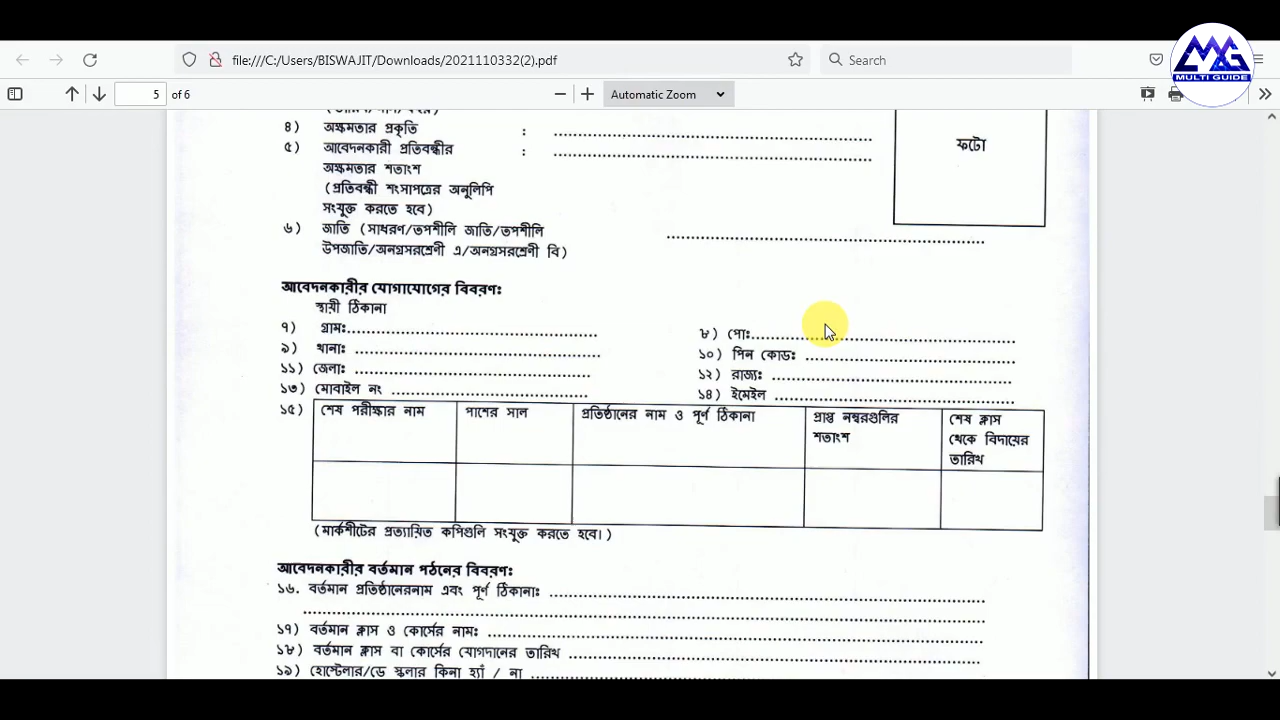 file:///C:/Users/BISWAJIT/Downloads/2021110332(2).pdf
Search
MULTI GUIDE
5 of 6
Automatic Zoom
৪) অক্ষমতার প্রকৃতি :
৫) আবেদনকারী প্রতিবন্ধীর :
অক্ষমতার শতাংশ
(প্রতিবন্ধী শংসাপত্রের অনুলিপি
সংযুক্ত করতে হবে)
ফটো
৬) জাতি (সাধরণ/তপশীলি জাতি/তপশীলি
উপজাতি/অনগ্রসরশ্রেণী এ/অনগ্রসরশ্রেণী বি)
আবেদনকারীর যোগাযোগের বিবরণঃ
স্থায়ী ঠিকানা
৭) গ্রামঃ
৮) পোঃ
৯) থানাঃ
১০) পিন কোডঃ
১১) জেলাঃ
১২) রাজ্যঃ
১৩) মোবাইল নং
১৪) ইমেইল
১৫) শেষ পরীক্ষার নাম
পাশের সাল
প্রতিষ্ঠানের নাম ও পূর্ণ ঠিকানা
প্রাপ্ত নম্বরগুলির
শতাংশ
শেষ ক্লাস
থেকে বিদায়ের
তারিখ
(মার্কশীটের প্রত্যায়িত কপিগুলি সংযুক্ত করতে হবে।)
আবেদনকারীর বর্তমান পঠনের বিবরণঃ
১৬. বর্তমান প্রতিষ্ঠানেরনাম এবং পূর্ণ ঠিকানাঃ
১৭) বর্তমান ক্লাস ও কোর্সের নামঃ
১৮) বর্তমান ক্লাস বা কোর্সের যোগদানের তারিখ
১৯) হোস্টেলার/ডে স্কলার কিনা হ্যাঁ / না